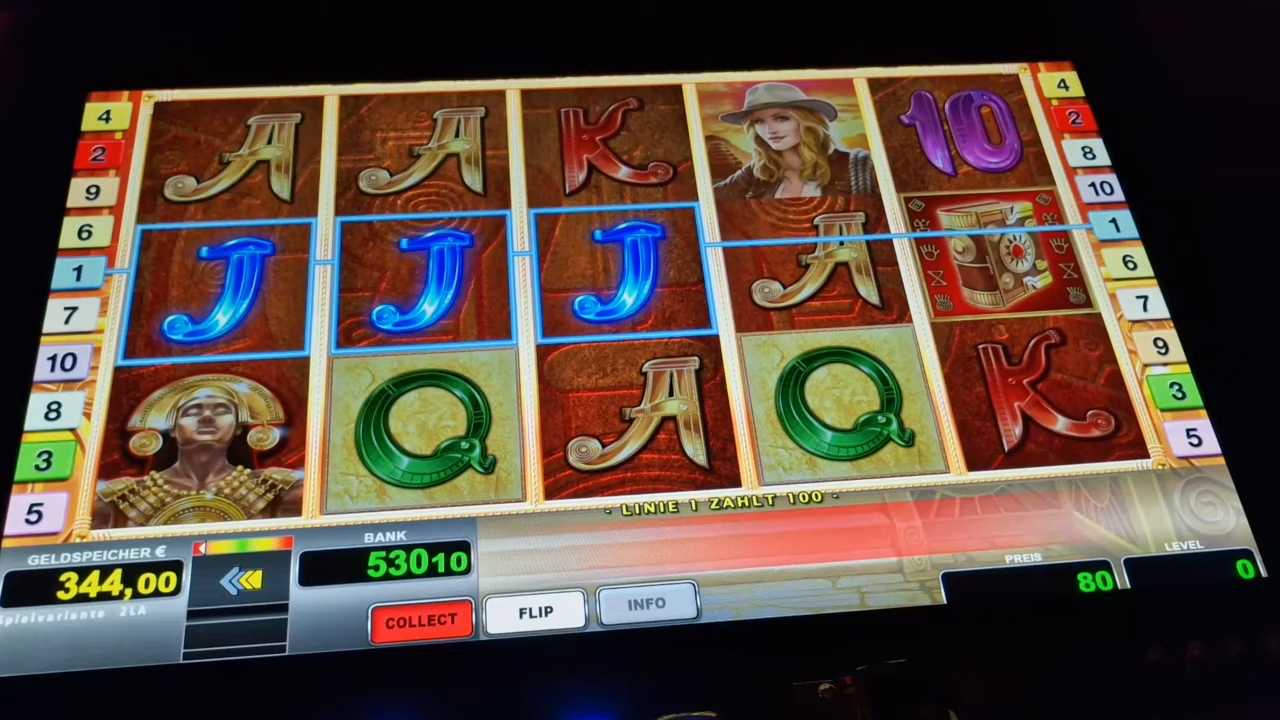 4 A A K 10 4
2 2
9 8
6 10
1 J J J A 1
7 6
10 7
8 Q A Q K 9
3 3
5 5
- LINIE 1 ZAHLT 100 -
GELDSPEICHER € BANK PREIS LEVEL
344,00 53010 80 0
Spielvariante 2LA
COLLECT FLIP INFO